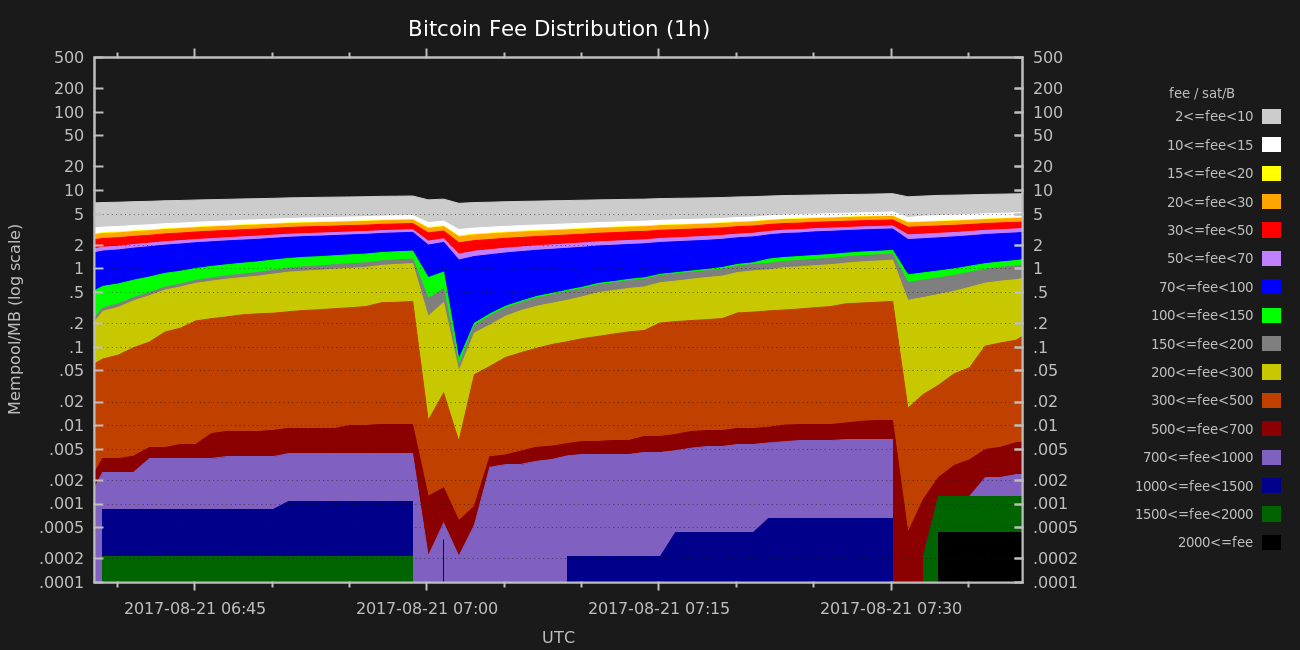 Bitcoin Fee Distribution (1h)
500
200
100
50
20
10
5
2
1
.5
.2
.1
.05
.02
.01
.005
.002
.001
.0005
.0002
.0001
Mempool/MB (log scale)
500
200
100
50
20
10
5
2
1
.5
.2
.1
.05
.02
.01
.005
.002
.001
.0005
.0002
.0001
2017-08-21 06:45
2017-08-21 07:00
2017-08-21 07:15
2017-08-21 07:30
UTC
fee / sat/B
2<=fee<10
10<=fee<15
15<=fee<20
20<=fee<30
30<=fee<50
50<=fee<70
70<=fee<100
100<=fee<150
150<=fee<200
200<=fee<300
300<=fee<500
500<=fee<700
700<=fee<1000
1000<=fee<1500
1500<=fee<2000
2000<=fee